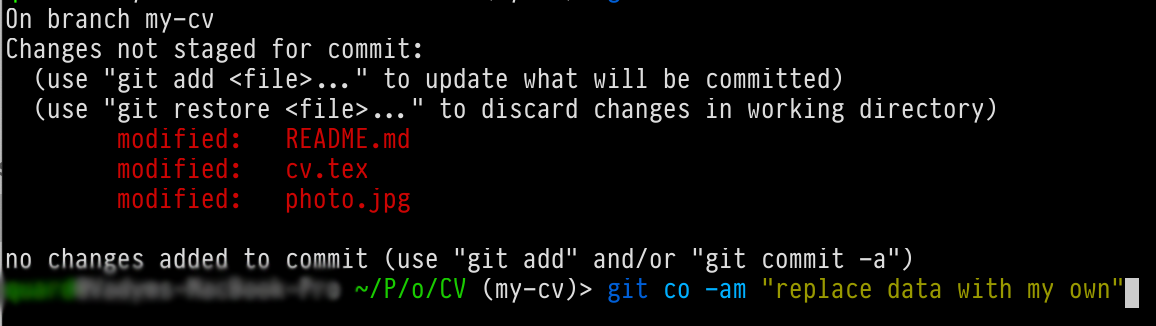 On branch my-cv
Changes not staged for commit:
(use "git add <file>..." to update what will be committed)
(use "git restore <file>..." to discard changes in working directory)
modified: README.md
modified: cv.tex
modified: photo.jpg
no changes added to commit (use "git add" and/or "git commit -a")
~/P/o/CV (my-cv)> git co -am "replace data with my own"